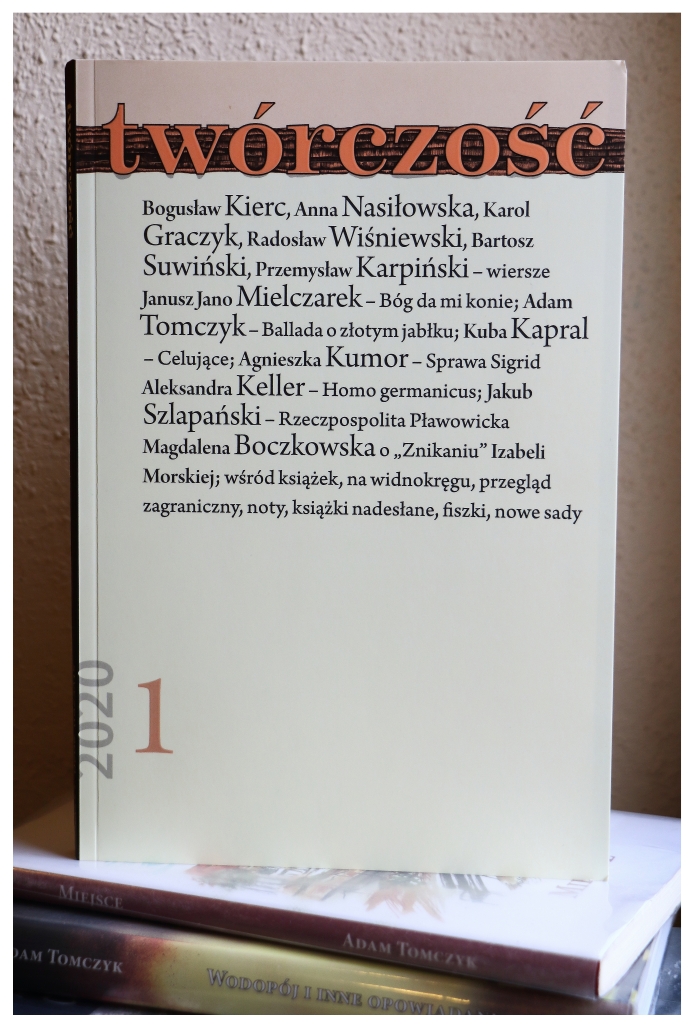 twórczość
Bogusław Kierc, Anna Nasiłowska, Karol
Graczyk, Radosław Wiśniewski, Bartosz
Suwiński, Przemysław Karpiński – wiersze
Janusz Jano Mielczarek – Bóg da mi konie; Adam
Tomczyk – Ballada o złotym jabłku; Kuba Kapral
– Celujące; Agnieszka Kumor – Sprawa Sigrid
Aleksandra Keller – Homo germanicus; Jakub
Szlapański – Rzeczpospolita Pławowicka
Magdalena Boczkowska o „Znikaniu” Izabeli
Morskiej; wśród książek, na widnokręgu, przegląd
zagraniczny, noty, książki nadesłane, fiszki, nowe sady
2020
1
Miejsce
Adam Tomczyk
Tomczyk
Wodopój i inne